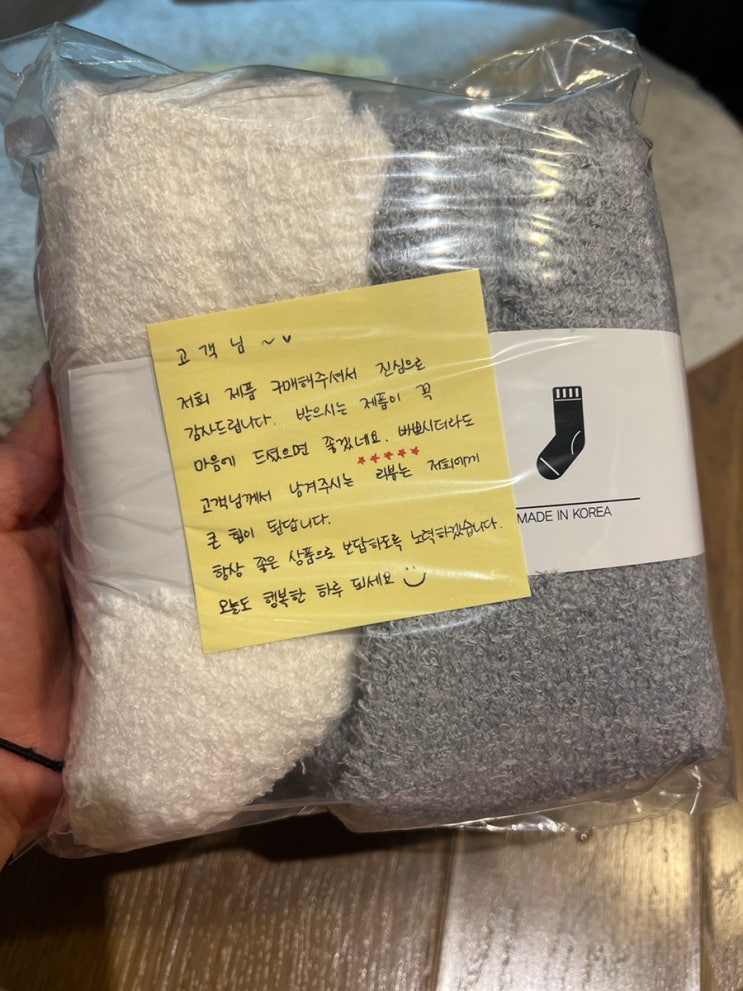 고객님 ~♥
저희 제품 구매해주셔서 진심으로
감사드립니다. 받으시는 제품이 꼭
마음에 드셨으면 좋겠네요. 바쁘시더라도
★★★★★
고객님께서 남겨주시는 리뷰는 저희에게
큰 힘이 됩답니다.
항상 좋은 상품으로 보답하도록 노력하겠습니다.
오늘도 행복한 하루 되세요 :)
MADE IN KOREA